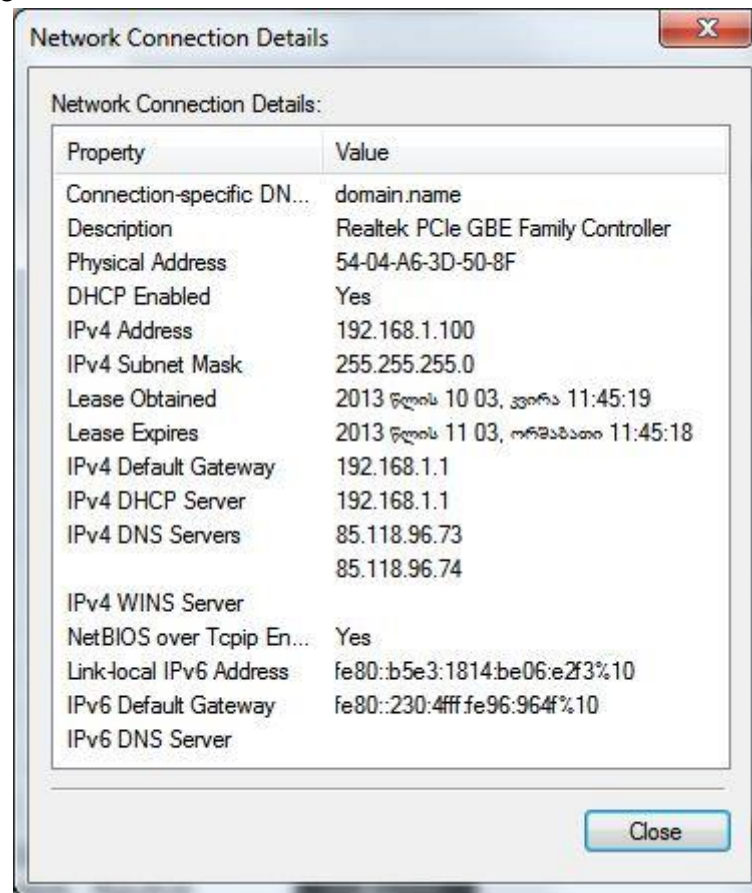 Network Connection Details
Network Connection Details:
Property Value
Connection-specific DN... domain.name
Description Realtek PCIe GBE Family Controller
Physical Address 54-04-A6-3D-50-8F
DHCP Enabled Yes
IPv4 Address 192.168.1.100
IPv4 Subnet Mask 255.255.255.0
Lease Obtained 2013 წლის 10 03, კვირა 11:45:19
Lease Expires 2013 წლის 11 03, ორშაბათი 11:45:18
IPv4 Default Gateway 192.168.1.1
IPv4 DHCP Server 192.168.1.1
IPv4 DNS Servers 85.118.96.73
85.118.96.74
IPv4 WINS Server
NetBIOS over Tcpip En... Yes
Link-local IPv6 Address fe80::b5e3:1814:be06:e2f3%10
IPv6 Default Gateway fe80::230:4fff:fe96:964f%10
IPv6 DNS Server
Close